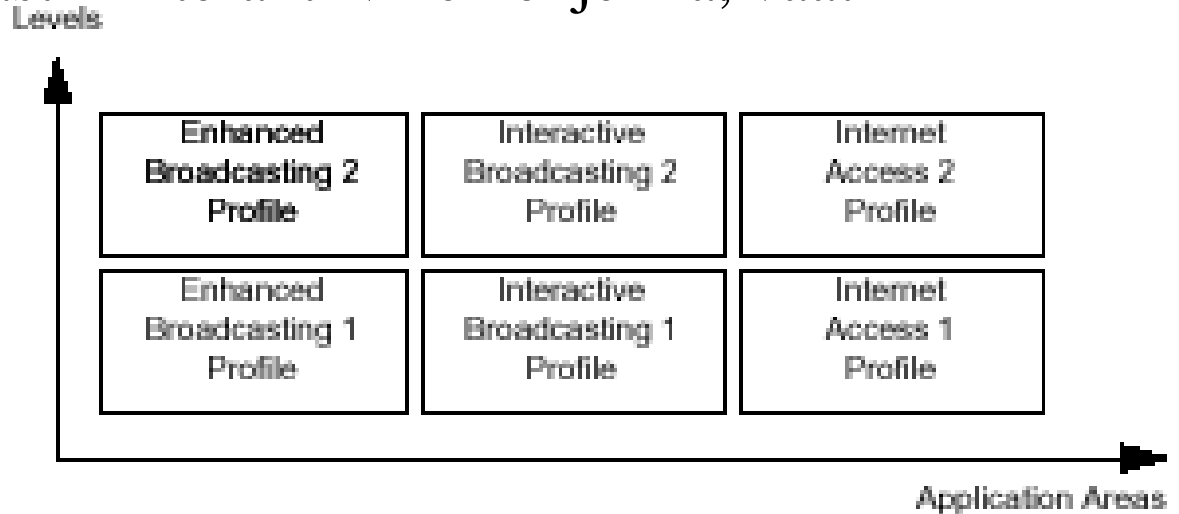 Levels
Enhanced
Broadcasting 2
Profile
Interactive
Broadcasting 2
Profile
Internet
Access 2
Profile
Enhanced
Broadcasting 1
Profile
Interactive
Broadcasting 1
Profile
Internet
Access 1
Profile
Application Areas